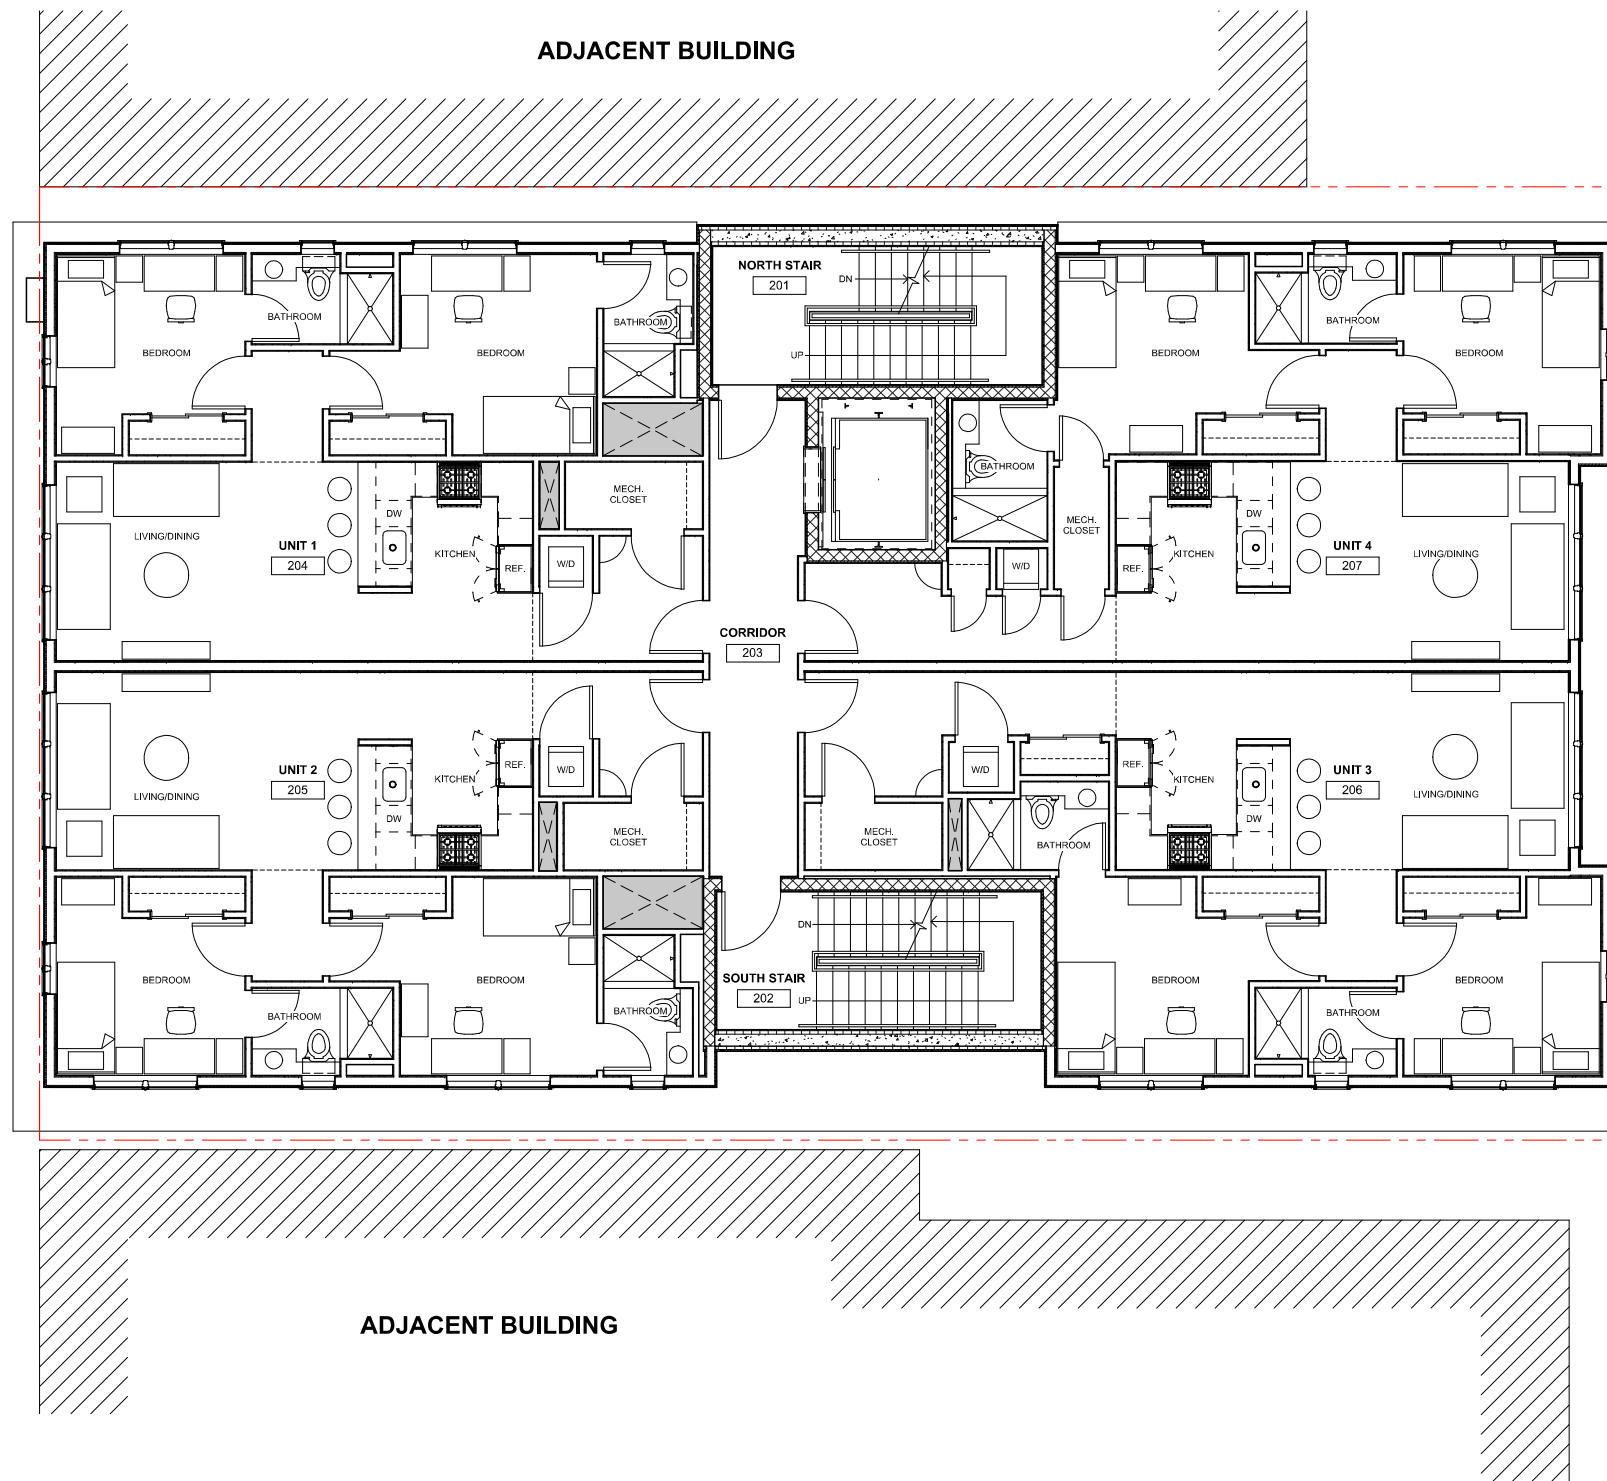 ADJACENT BUILDING
NORTH STAIR
201
DN
UP
BATHROOM
BEDROOM
BEDROOM
BATHROOM
BEDROOM
BATHROOM
BEDROOM
MECH.
CLOSET
BATHROOM
LIVING/DINING
UNIT 1
204
DW
KITCHEN
REF.
W/D
MECH.
CLOSET
W/D
REF.
KITCHEN
DW
UNIT 4
207
LIVING/DINING
CORRIDOR
203
LIVING/DINING
UNIT 2
205
DW
KITCHEN
REF.
W/D
MECH.
CLOSET
W/D
MECH.
CLOSET
BATHROOM
REF.
KITCHEN
DW
UNIT 3
206
LIVING/DINING
DN
SOUTH STAIR
202
UP
BEDROOM
BATHROOM
BEDROOM
BATHROOM
BEDROOM
BATHROOM
BEDROOM
ADJACENT BUILDING